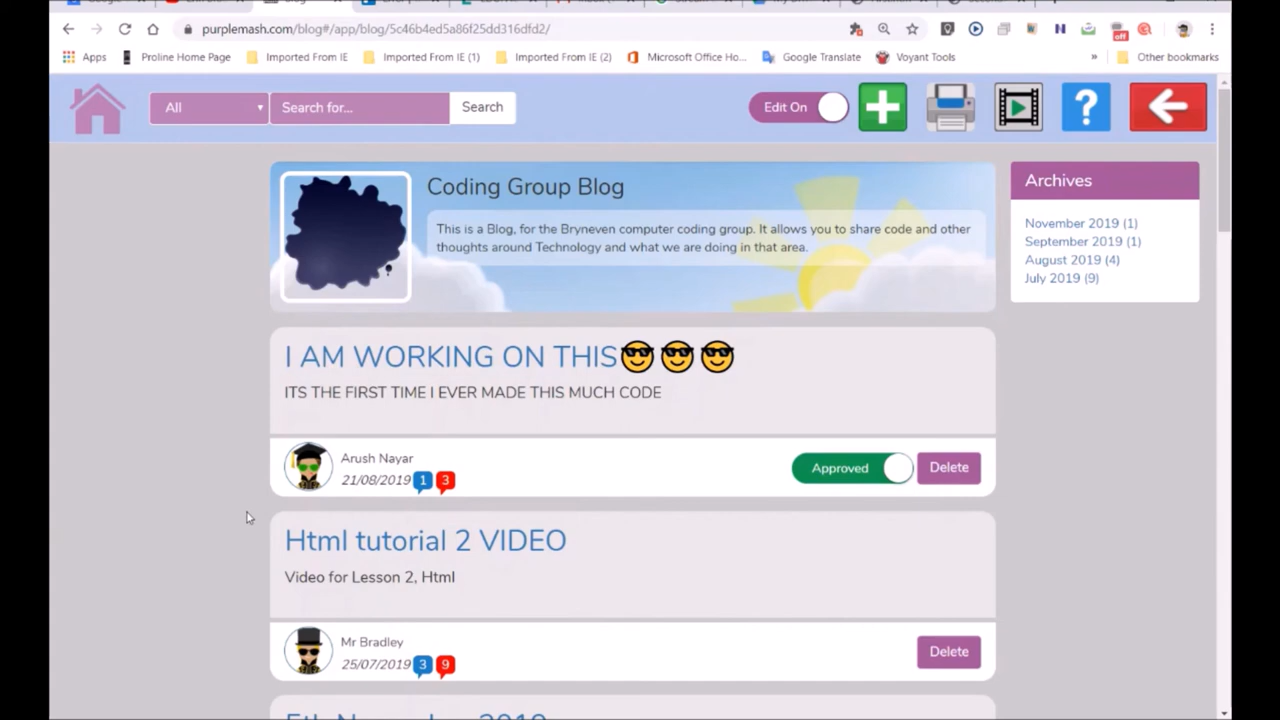 purplemash.com/blog#/app/blog/5c46b4ed5a86f25dd316dfd2/
off
Apps Proline Home Page Imported From IE Imported From IE (1) Imported From IE (2) Microsoft Office Ho... Google Translate Voyant Tools » Other bookmarks
All Search for... Search Edit On ?
Coding Group Blog
This is a Blog, for the Bryneven computer coding group. It allows you to share code and other
thoughts around Technology and what we are doing in that area.
Archives
November 2019 (1)
September 2019 (1)
August 2019 (4)
July 2019 (9)
I AM WORKING ON THIS😎😎😎
ITS THE FIRST TIME I EVER MADE THIS MUCH CODE
Arush Nayar
21/08/2019 1 3
Approved Delete
Html tutorial 2 VIDEO
Video for Lesson 2, Html
Mr Bradley
25/07/2019 3 9
Delete
5th November 2019